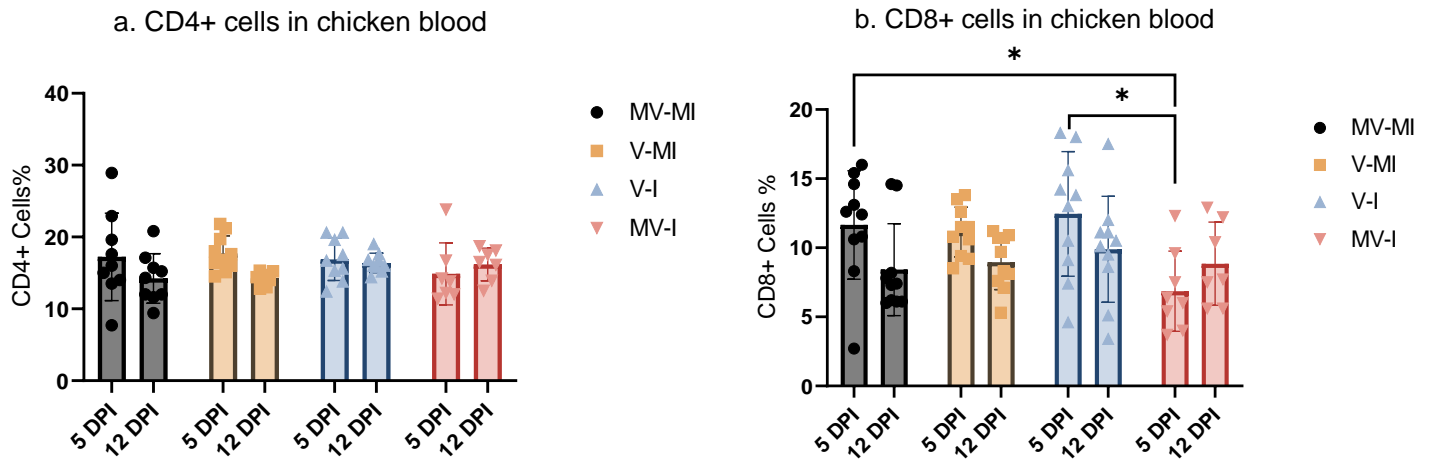 a. CD4+ cells in chicken blood
CD4+ Cells%
40
30
20
10
0
5 DPI
12 DPI
5 DPI
12 DPI
5 DPI
12 DPI
5 DPI
12 DPI
MV-MI
V-MI
V-I
MV-I
b. CD8+ cells in chicken blood
*
*
CD8+ Cells %
20
15
10
5
0
5 DPI
12 DPI
5 DPI
12 DPI
5 DPI
12 DPI
5 DPI
12 DPI
MV-MI
V-MI
V-I
MV-I